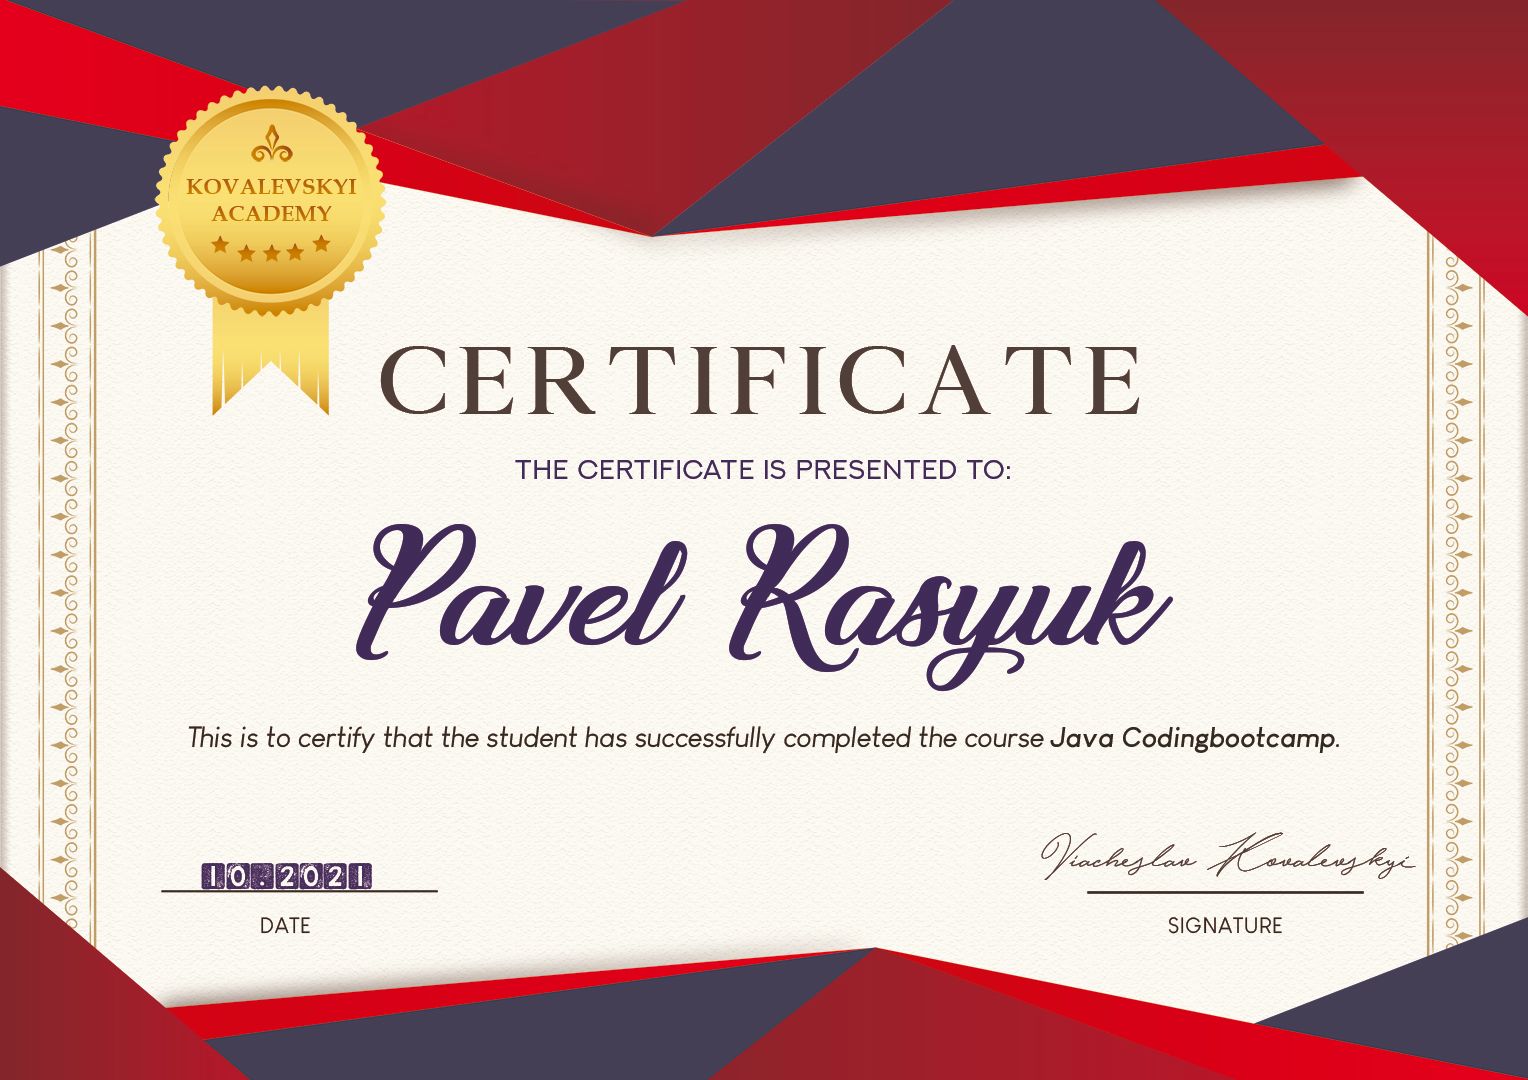 KOVALEVSKYI
ACADEMY
CERTIFICATE
THE CERTIFICATE IS PRESENTED TO:
Pavel Rasyuk
This is to certify that the student has successfully completed the course Java Codingbootcamp.
10.2021
Viacheslav Kovalevskyi
DATE
SIGNATURE